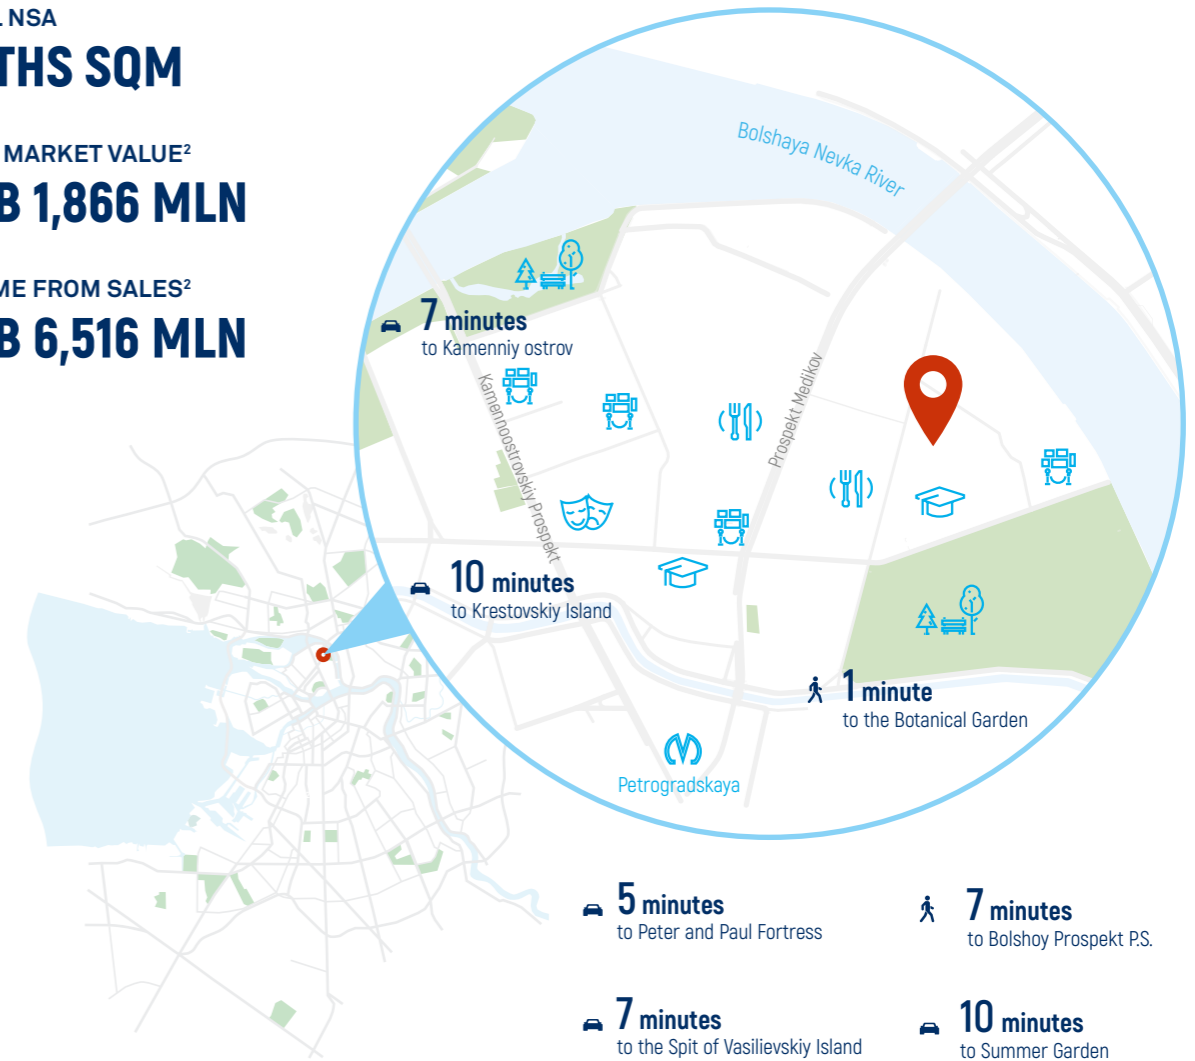 . NSA
THS SQM
MARKET VALUE²
B 1,866 MLN
ME FROM SALES²
B 6,516 MLN
Bolshaya Nevka River
7 minutes
to Kamenniy ostrov
Kamennoostrovskiy Prospekt
Prospekt Medikov
10 minutes
to Krestovskiy Island
1 minute
to the Botanical Garden
Petrogradskaya
5 minutes
to Peter and Paul Fortress
7 minutes
to Bolshoy Prospekt P.S.
7 minutes
to the Spit of Vasilievskiy Island
10 minutes
to Summer Garden